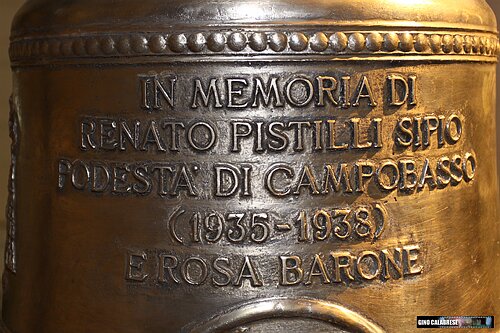 IN MEMORIA DI
RENATO PISTILLI SIPIO
PODESTA' DI CAMPOBASSO
(1935-1938)
E ROSA BARONE
GINO CALABRESE